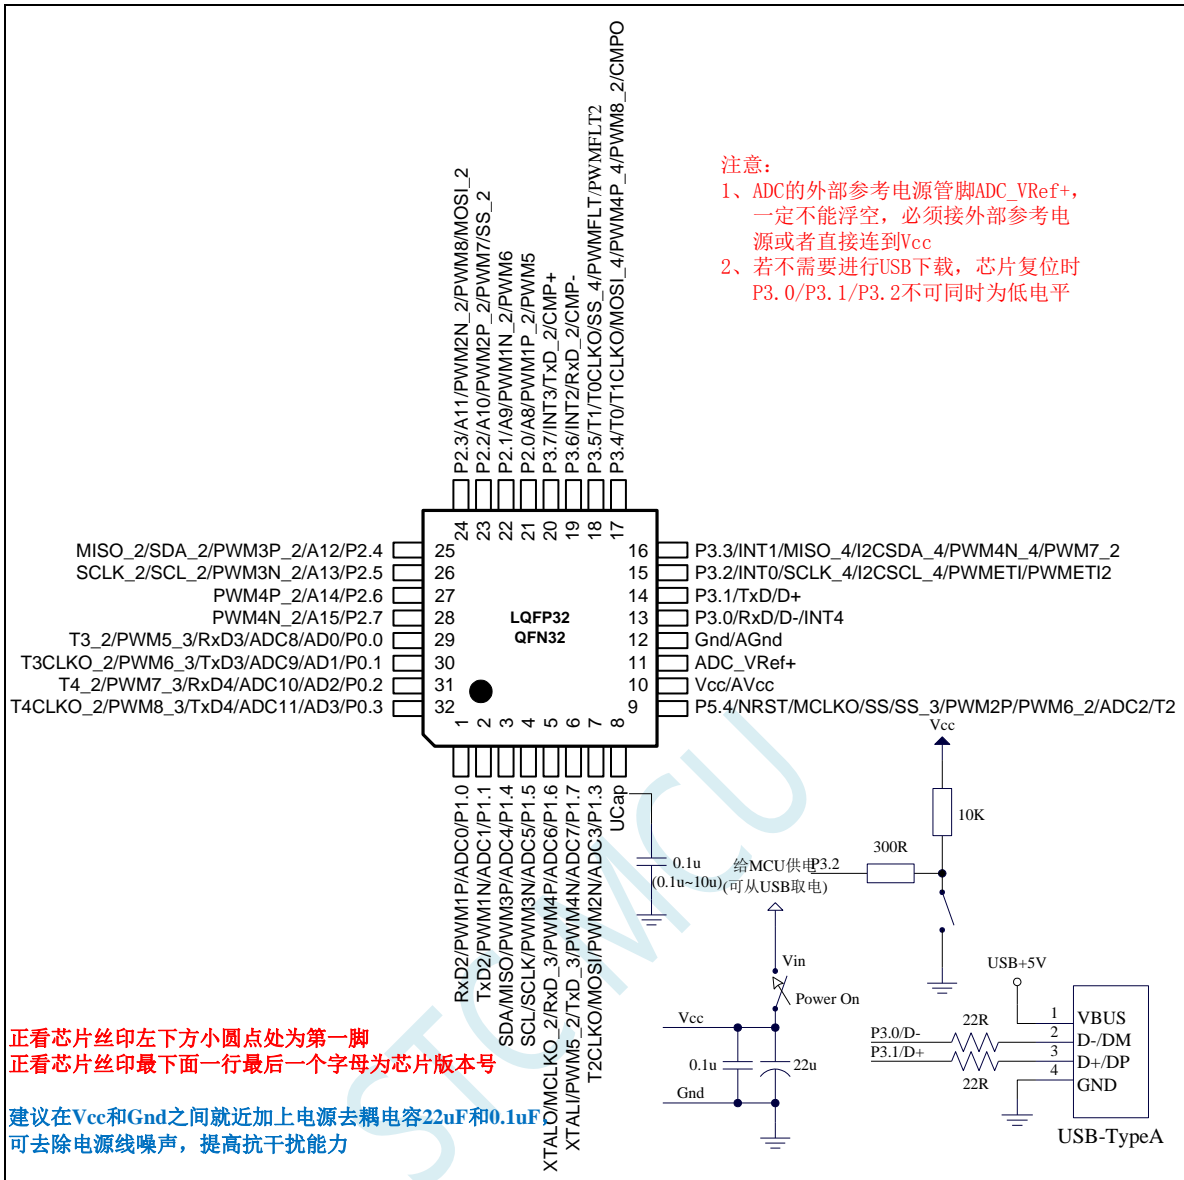 P2.3/A11/PWM2N_2/PWM8/MOSI_2
P2.2/A10/PWM2P_2/PWM7/SS_2
P2.1/A9/PWM1N_2/PWM6
P2.0/A8/PWM1P_2/PWM5
P3.7/INT3/TxD_2/CMP+
P3.6/INT2/RxD_2/CMP-
P3.5/T1/T0CLKO/SS_4/PWMFLT/PWMFLT2
P3.4/T0/T1CLKO/MOSI_4/PWM4P_4/PWM8_2/CMPO
注意：
1、ADC的外部参考电源管脚ADC_VRef+，
一定不能浮空，必须接外部参考电
源或者直接连到Vcc
2、若不需要进行USB下载，芯片复位时
P3.0/P3.1/P3.2不可同时为低电平
24 23 22 21 20 19 18 17
MISO_2/SDA_2/PWM3P_2/A12/P2.4 25
SCLK_2/SCL_2/PWM3N_2/A13/P2.5 26
PWM4P_2/A14/P2.6 27
PWM4N_2/A15/P2.7 28
T3_2/PWM5_3/RxD3/ADC8/AD0/P0.0 29
T3CLKO_2/PWM6_3/TxD3/ADC9/AD1/P0.1 30
T4_2/PWM7_3/RxD4/ADC10/AD2/P0.2 31
T4CLKO_2/PWM8_3/TxD4/ADC11/AD3/P0.3 32
LQFP32
QFN32
16 P3.3/INT1/MISO_4/I2CSDA_4/PWM4N_4/PWM7_2
15 P3.2/INT0/SCLK_4/I2CSCL_4/PWMETI/PWMETI2
14 P3.1/TxD/D+
13 P3.0/RxD/D-/INT4
12 Gnd/AGnd
11 ADC_VRef+
10 Vcc/AVcc
9 P5.4/NRST/MCLKO/SS/SS_3/PWM2P/PWM6_2/ADC2/T2
1 2 3 4 5 6 7 8
RxD2/PWM1P/ADC0/P1.0
TxD2/PWM1N/ADC1/P1.1
SDA/MISO/PWM3P/ADC4/P1.4
SCL/SCLK/PWM3N/ADC5/P1.5
XTALO/MCLKO_2/RxD_3/PWM4P/ADC6/P1.6
XTALI/PWM5_2/TxD_3/PWM4N/ADC7/P1.7
T2CLKO/MOSI/PWM2N/ADC3/P1.3
UCap
0.1u
(0.1u~10u)
Vcc
10K
300R
P3.2
给MCU供电
(可从USB取电)
Vin
Power On
Vcc
0.1u
22u
Gnd
USB+5V
P3.0/D-
P3.1/D+
22R
22R
1 VBUS
2 D-/DM
3 D+/DP
4 GND
USB-TypeA
STC MCU
正看芯片丝印左下方小圆点处为第一脚
正看芯片丝印最下面一行最后一个字母为芯片版本号
建议在Vcc和Gnd之间就近加上电源去耦电容22uF和0.1uF，
可去除电源线噪声，提高抗干扰能力